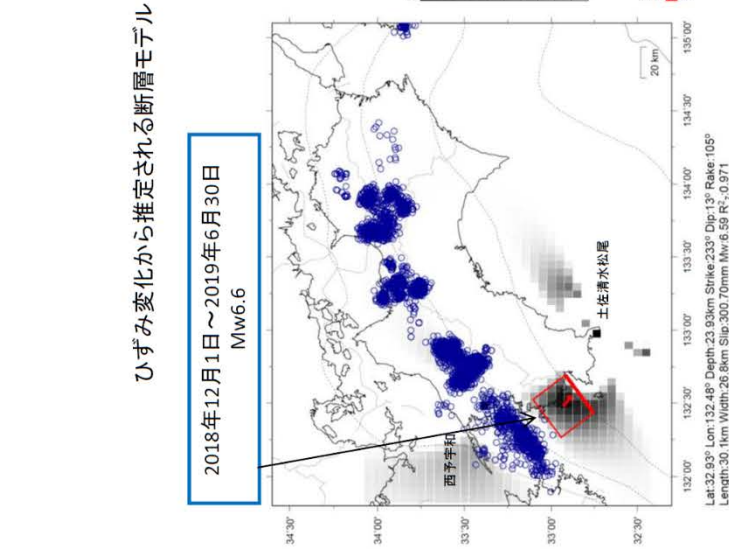 ひずみ変化から推定される断層モデル
2018年12月1日～2019年6月30日
Mw6.6
34°30'
34°00'
33°30'
33°00'
32°30'
132°00'
132°30'
133°00'
133°30'
134°00'
134°30'
135°00'
西予宇和
土佐清水松尾
20 km
Lat:32.93° Lon:132.48° Depth:23.93km Strike:233° Dip:13° Rake:105°
Length:30.1km Width:26.8km Slip:300.70mm Mw:6.59 R²:0.971